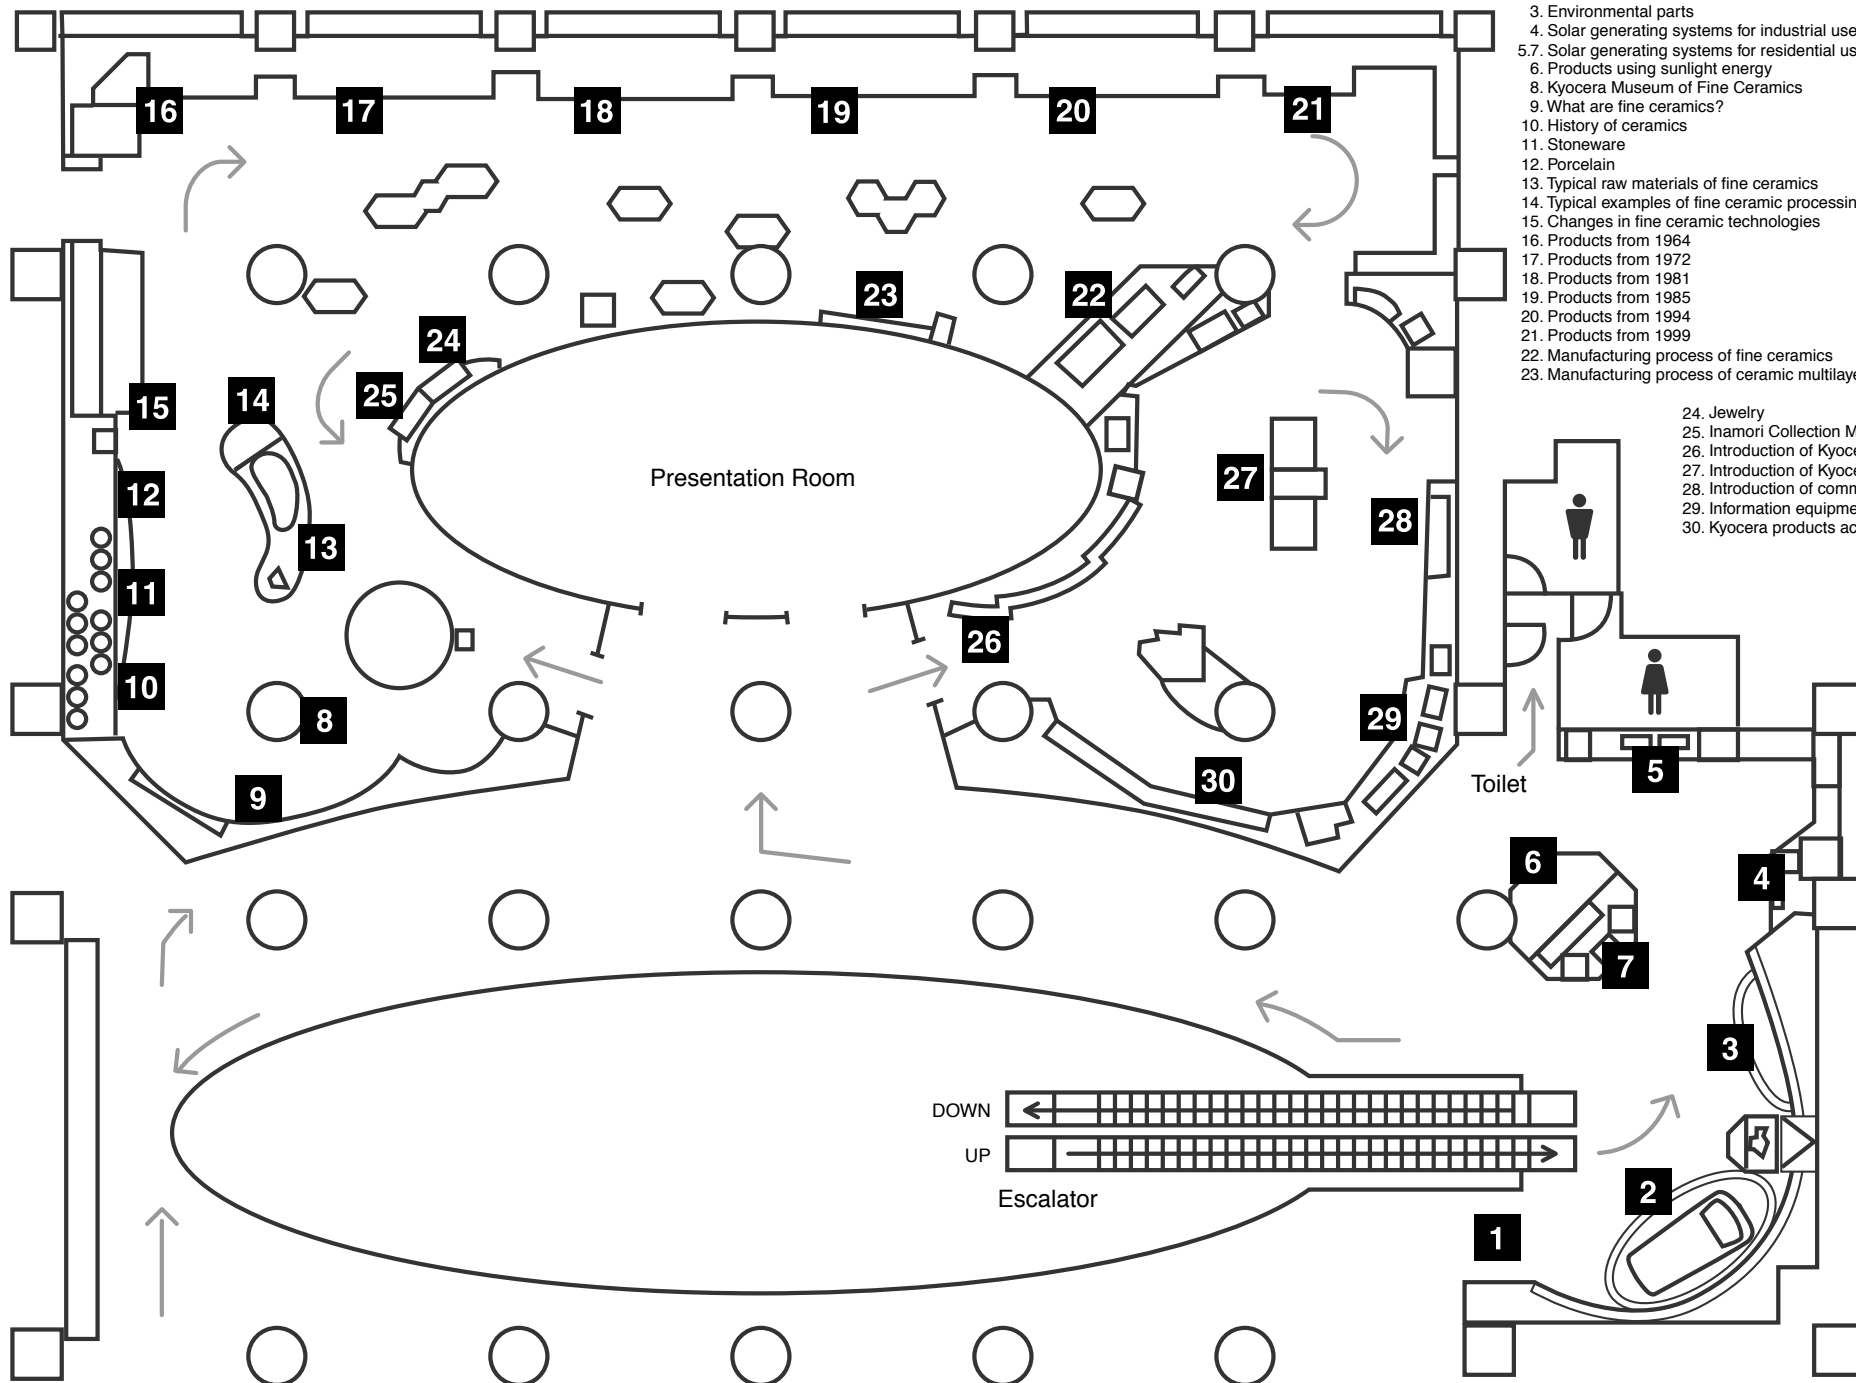 3. Environmental parts
4. Solar generating systems for industrial use
5.7. Solar generating systems for residential us
6. Products using sunlight energy
8. Kyocera Museum of Fine Ceramics
9. What are fine ceramics?
10. History of ceramics
11. Stoneware
12. Porcelain
13. Typical raw materials of fine ceramics
14. Typical examples of fine ceramic processin
15. Changes in fine ceramic technologies
16. Products from 1964
17. Products from 1972
18. Products from 1981
19. Products from 1985
20. Products from 1994
21. Products from 1999
22. Manufacturing process of fine ceramics
23. Manufacturing process of ceramic multilaye
24. Jewelry
25. Inamori Collection M
26. Introduction of Kyoce
27. Introduction of Kyoce
28. Introduction of comm
29. Information equipme
30. Kyocera products ac
16
17
18
19
20
21
22
23
24
25
14
15
12
13
11
10
8
9
Presentation Room
26
27
28
29
30
Toilet
5
6
4
7
3
DOWN
UP
Escalator
2
1